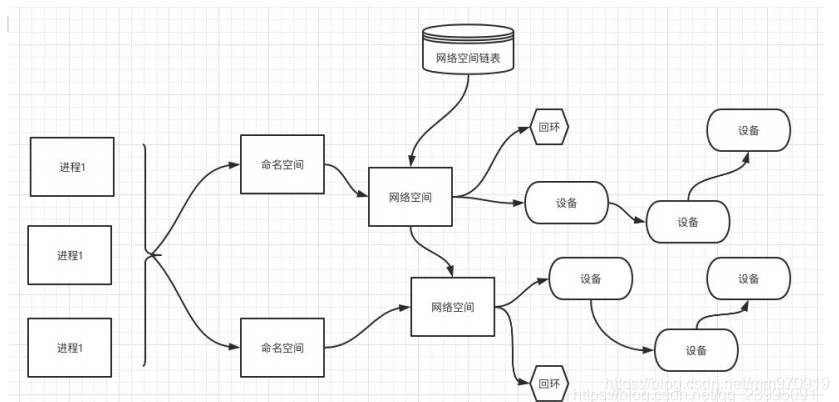 网络空间链表
回环
设备
进程1
命名空间
网络空间
设备
设备
进程1
网络空间
设备
设备
进程1
命名空间
设备
回环
https://blog.csdn.net/mm970919